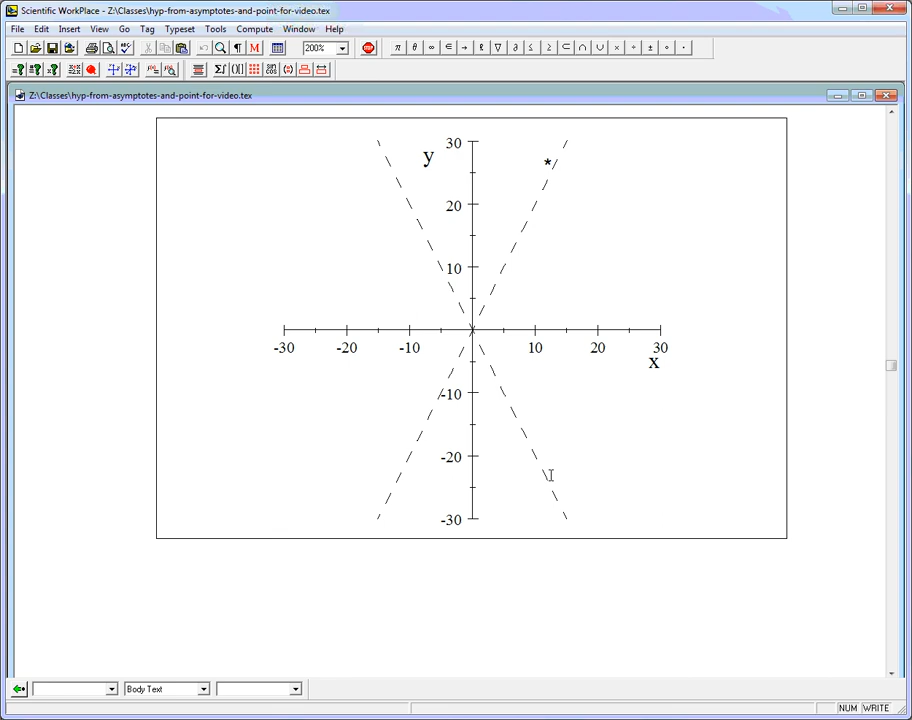 Scientific WorkPlace - Z:\Classes\hyp-from-asymptotes-and-point-for-video.tex
File Edit Insert View Go Tag Typeset Tools Compute Window Help
200%
Z:\Classes\hyp-from-asymptotes-and-point-for-video.tex
y
30
*
20
10
-30 -20 -10 10 20 30
x
-10
-20
-30
Body Text
NUM WRITE